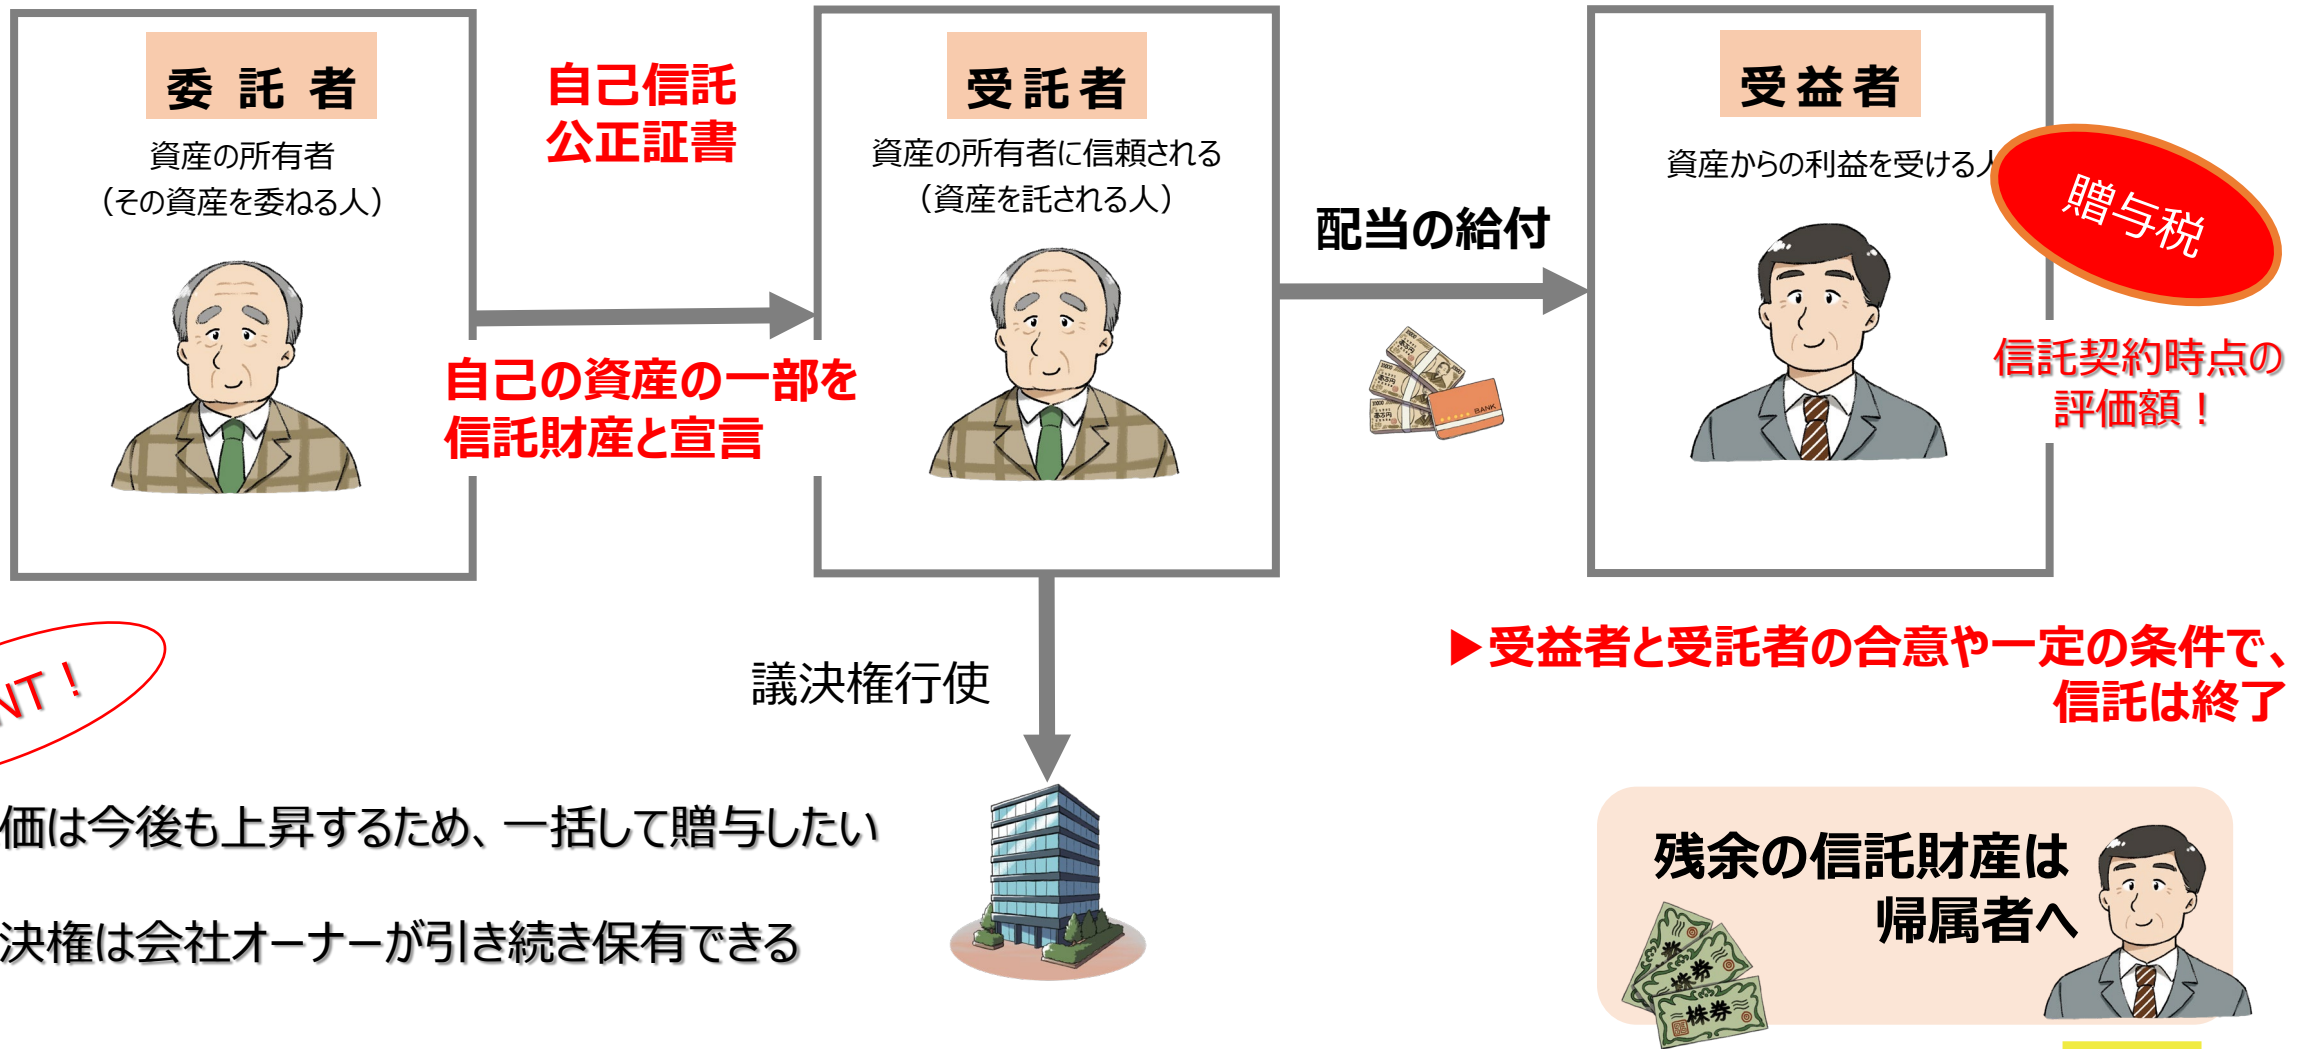 委託者
資産の所有者
（その資産を委ねる人）
自己信託
公正証書
自己の資産の一部を
信託財産と宣言
受託者
資産の所有者に信頼される
（資産を託される人）
配当の給付
10000
壱万円
BANK
受益者
資産からの利益を受ける人
贈与税
信託契約時点の
評価額！
議決権行使
▶受益者と受託者の合意や一定の条件で、
信託は終了
NT！
価は今後も上昇するため、一括して贈与したい
決権は会社オーナーが引き続き保有できる
残余の信託財産は
帰属者へ
株券
株券
株券